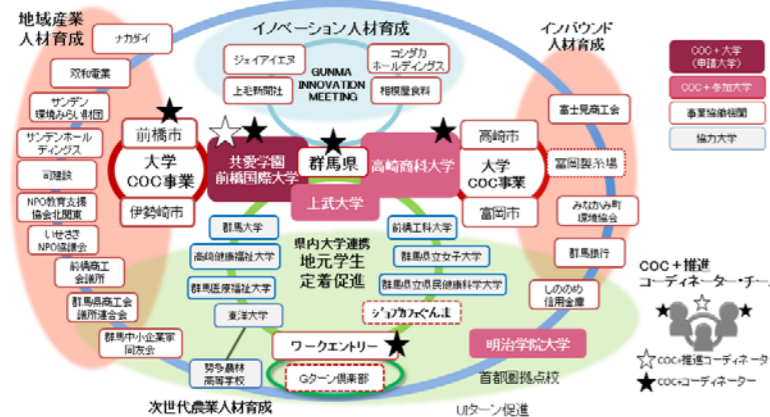 地域産業
人材育成
ナカダイ
双和電業
サンデン
環境みらい財団
サンデンホール
ディングス
司建設
NPO教育支援
協会北関東
いせさき
NPO協議会
前橋商工
会議所
群馬県商工会
議所連合会
群馬中小企業家
同友会
イノベーション人材育成
ジェイアイエヌ
コシダカ
ホールディングス
上毛新聞社
相模屋食料
GUNMA
INNOVATION
MEETING
インバウンド
人材育成
富士見商工会
富岡製糸場
みなかみ町
環境協会
群馬銀行
しののめ
信用金庫
COC+大学
(申請大学)
COC+参加大学
事業協働機関
協力大学
前橋市
大学
COC事業
伊勢崎市
共愛学園
前橋国際大学
群馬県
高崎商科大学
上武大学
高崎市
大学
COC事業
富岡市
群馬大学
高崎健康福祉大学
群馬医療福祉大学
東洋大学
県内大学連携
地元学生
定着促進
前橋工科大学
群馬県立女子大学
群馬県立県民健康科学大学
ジョブカフェぐんま
ワークエントリー
Gターン倶楽部
勢多農林
高等学校
次世代農業人材育成
明治学院大学
首都圏拠点校
UIターン促進
COC+推進
コーディネーター・チーム
COC+推進コーディネータ
COC+コーディネーター